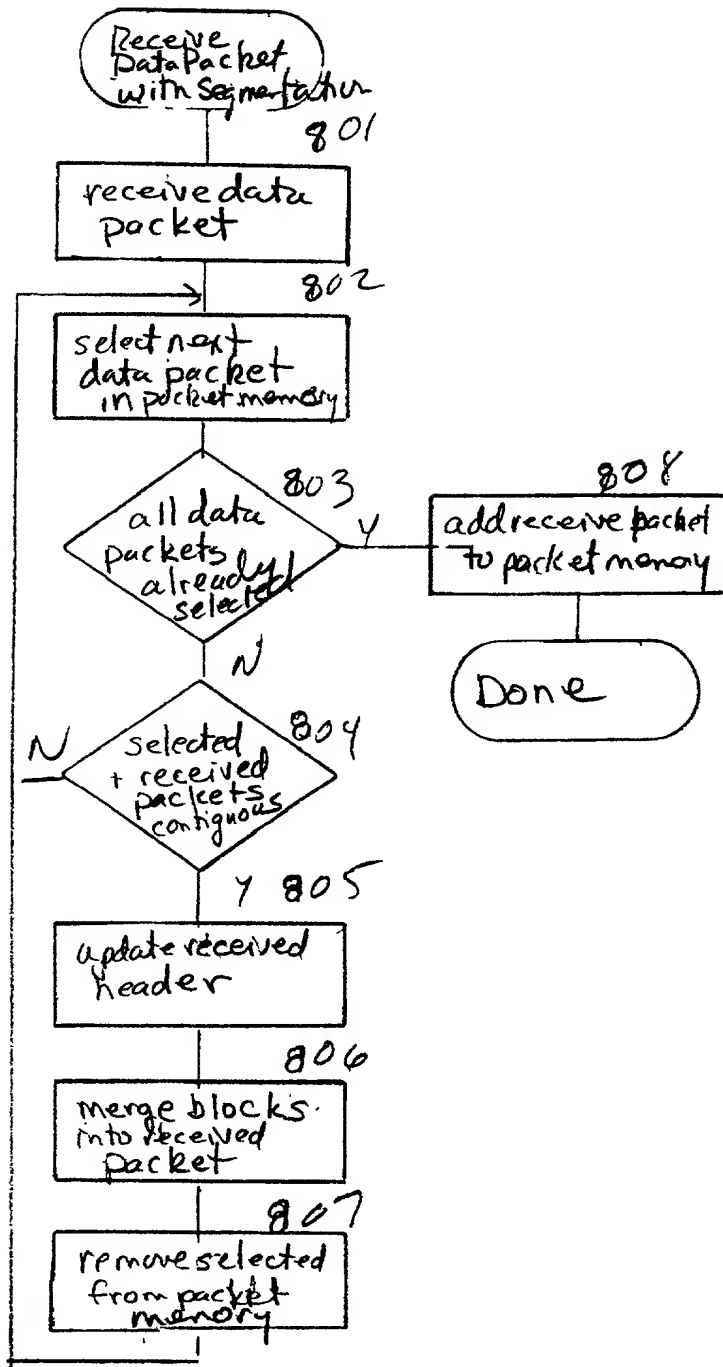 Receive
Data Packet
with Segmentation
801
receive data
packet
802
select next
data packet
in packet memory
803
all data
packets
already
selected
Y
808
add receive packet
to packet memory
Done
N
804
N
selected
+ received
packets
contiguous
Y 805
update received
header
806
merge blocks
into received
packet
807
remove selected
from packet
memory